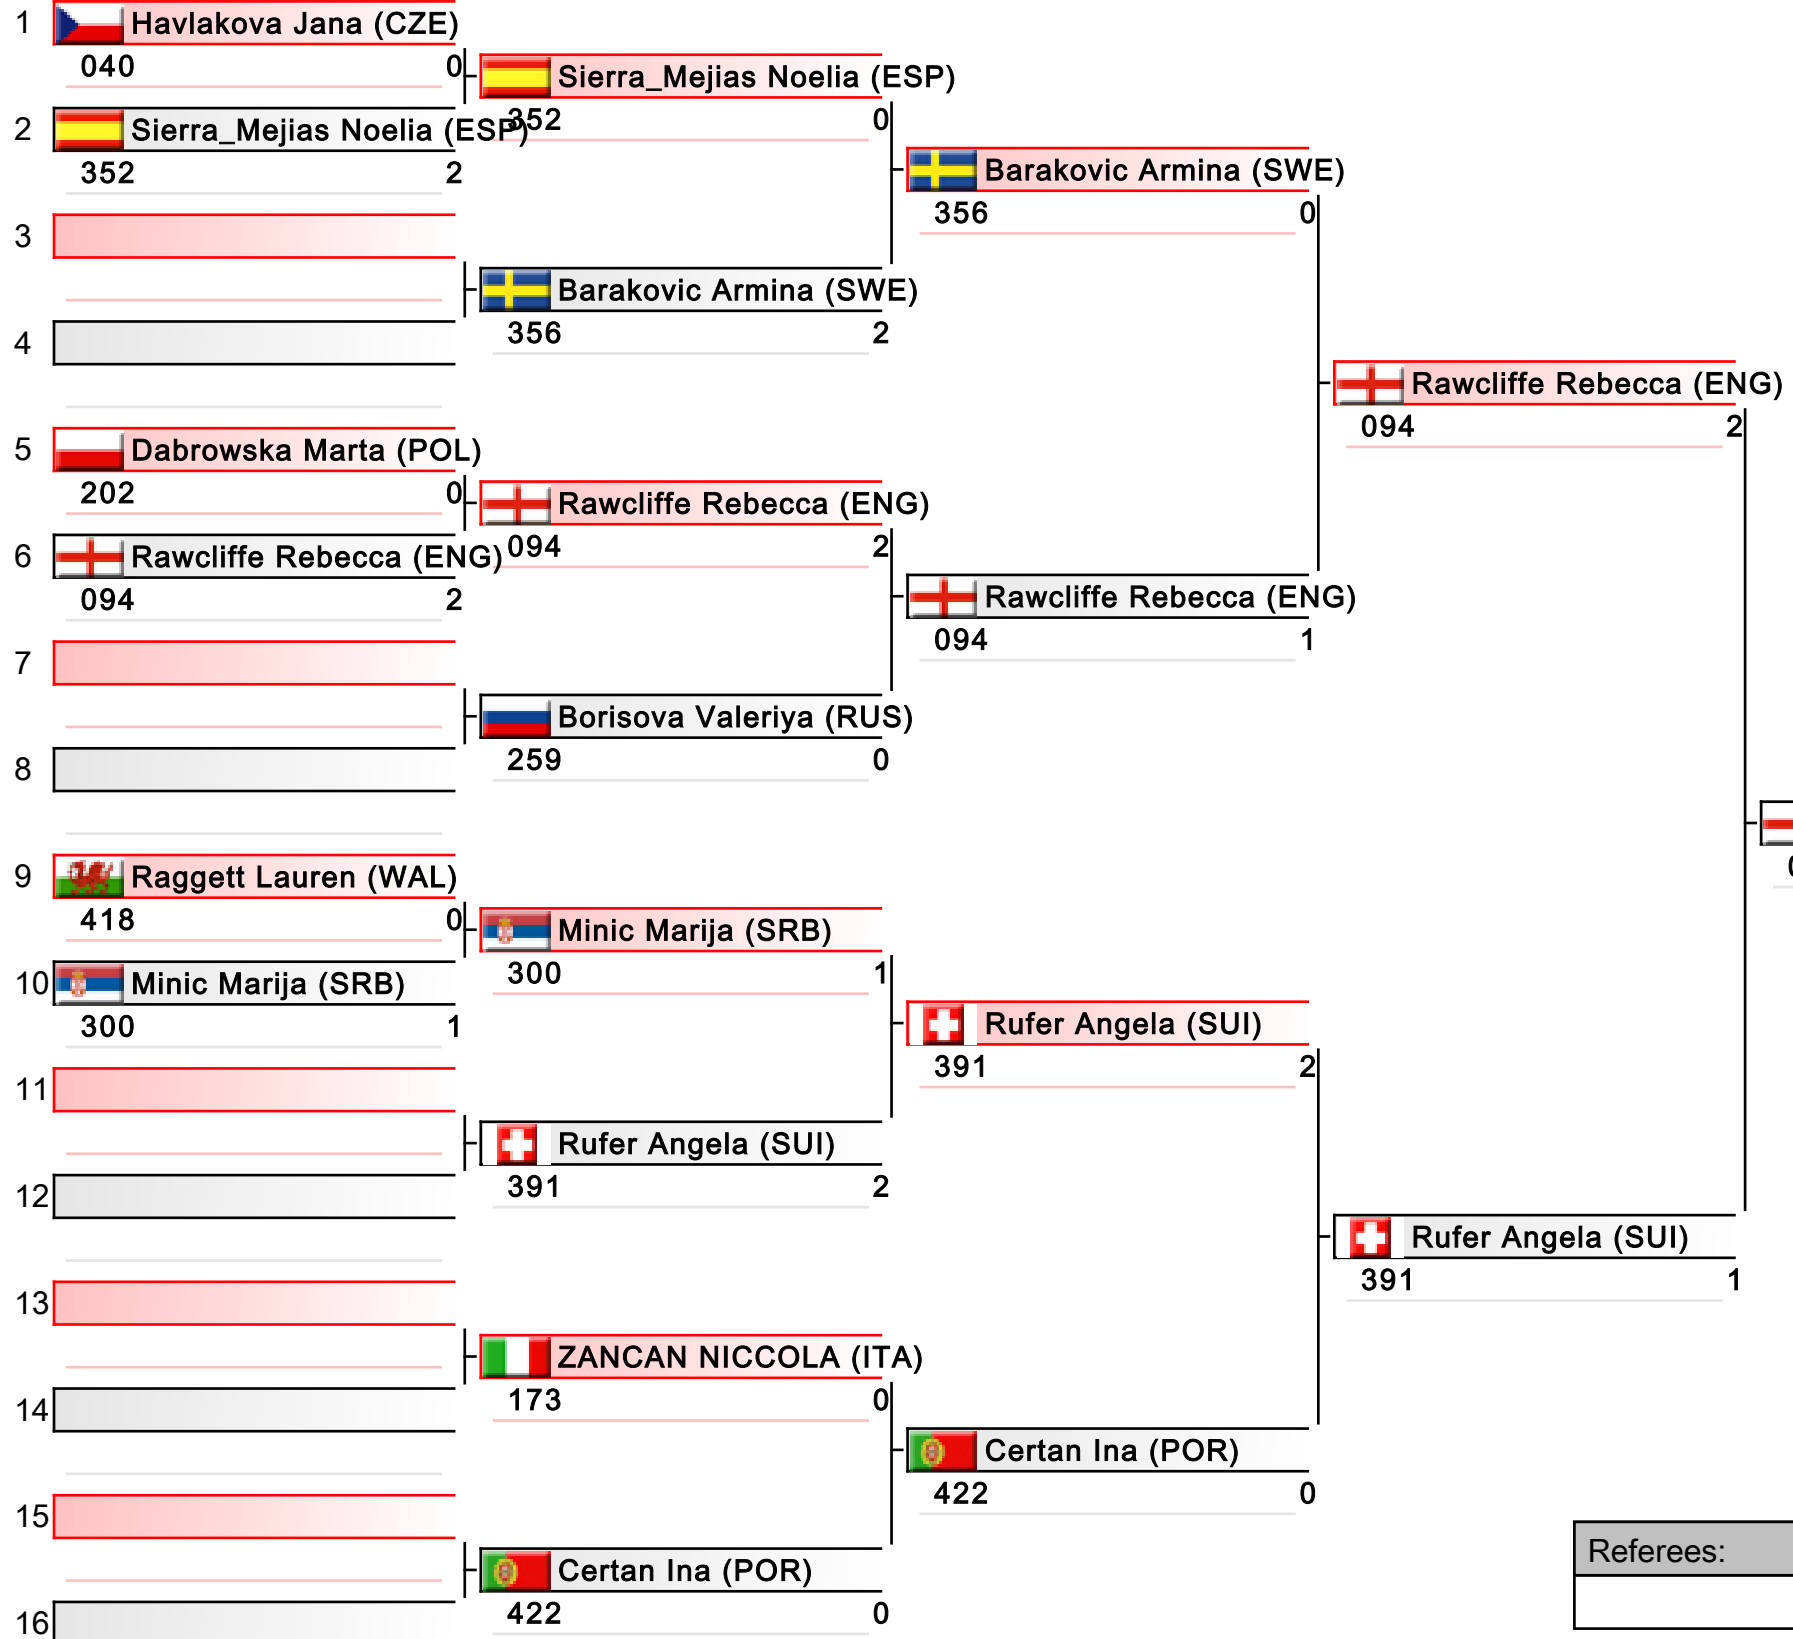 1 Havlakova Jana (CZE)
040 0
Sierra_Mejias Noelia (ESP)
352 0
2 Sierra_Mejias Noelia (ESP)
352 2
Barakovic Armina (SWE)
356 0
3
Barakovic Armina (SWE)
356 2
4
Rawcliffe Rebecca (ENG)
094 2
5 Dabrowska Marta (POL)
202 0
Rawcliffe Rebecca (ENG)
094 2
6 Rawcliffe Rebecca (ENG)
094 2
Rawcliffe Rebecca (ENG)
094 1
7
Borisova Valeriya (RUS)
259 0
8
9 Raggett Lauren (WAL)
418 0
Minic Marija (SRB)
300 1
10 Minic Marija (SRB)
300 1
Rufer Angela (SUI)
391 2
11
Rufer Angela (SUI)
391 2
12
Rufer Angela (SUI)
391 1
13
ZANCAN NICCOLA (ITA)
173 0
14
Certan Ina (POR)
422 0
15
Certan Ina (POR)
422 0
16
Referees: